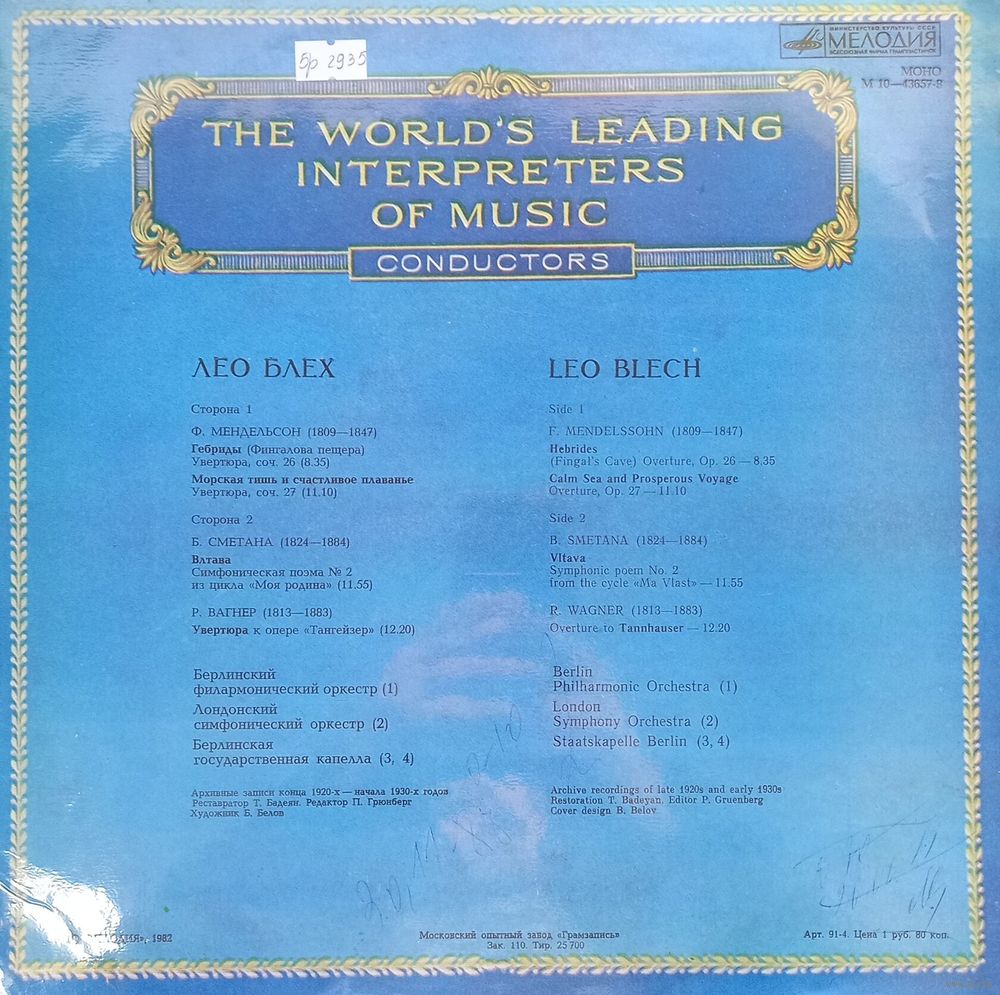 бр 2935
МИНИСТЕРСТВО КУЛЬТУРЫ СССР
МЕЛОДИЯ
ВСЕСОЮЗНАЯ ФИРМА ГРАМПЛАСТИНОК
МОНО
М 10—43657-8
THE WORLD'S LEADING
INTERPRETERS
OF MUSIC
CONDUCTORS
ЛЕО БЛЕХ
Сторона 1
Ф. МЕНДЕЛЬСОН (1809—1847)
Гебриды (Фингалова пещера)
Увертюра, соч. 26 (8.35)
Морская тишь и счастливое плаванье
Увертюра, соч. 27 (11.10)
Сторона 2
Б. СМЕТАНА (1824—1884)
Влтава
Симфоническая поэма № 2
из цикла «Моя родина» (11.55)
Р. ВАГНЕР (1813—1883)
Увертюра к опере «Тангейзер» (12.20)
Берлинский
филармонический оркестр (1)
Лондонский
симфонический оркестр (2)
Берлинская
государственная капелла (3, 4)
Архивные записи конца 1920-х — начала 1930-х годов
Реставратор Т. Бадеян. Редактор П. Грюнберг
Художник Б. Белов
LEO BLECH
Side 1
F. MENDELSSOHN (1809—1847)
Hebrides
(Fingal's Cave) Overture, Op. 26 — 8.35
Calm Sea and Prosperous Voyage
Overture, Op. 27 — 11.10
Side 2
B. SMETANA (1824—1884)
Vltava
Symphonic poem No. 2
from the cycle «Ma Vlast» — 11.55
R. WAGNER (1813—1883)
Overture to Tannhauser — 12.20
Berlin
Philharmonic Orchestra (1)
London
Symphony Orchestra (2)
Staatskapelle Berlin (3, 4)
Archive recordings of late 1920s and early 1930s
Restoration T. Badeyan. Editor P. Gruenberg
Cover design B. Belov
1982
Московский опытный завод «Грамзапись»
Зак. 110. Тир. 25 700
Арт. 91-4. Цена 1 руб. 80 коп.